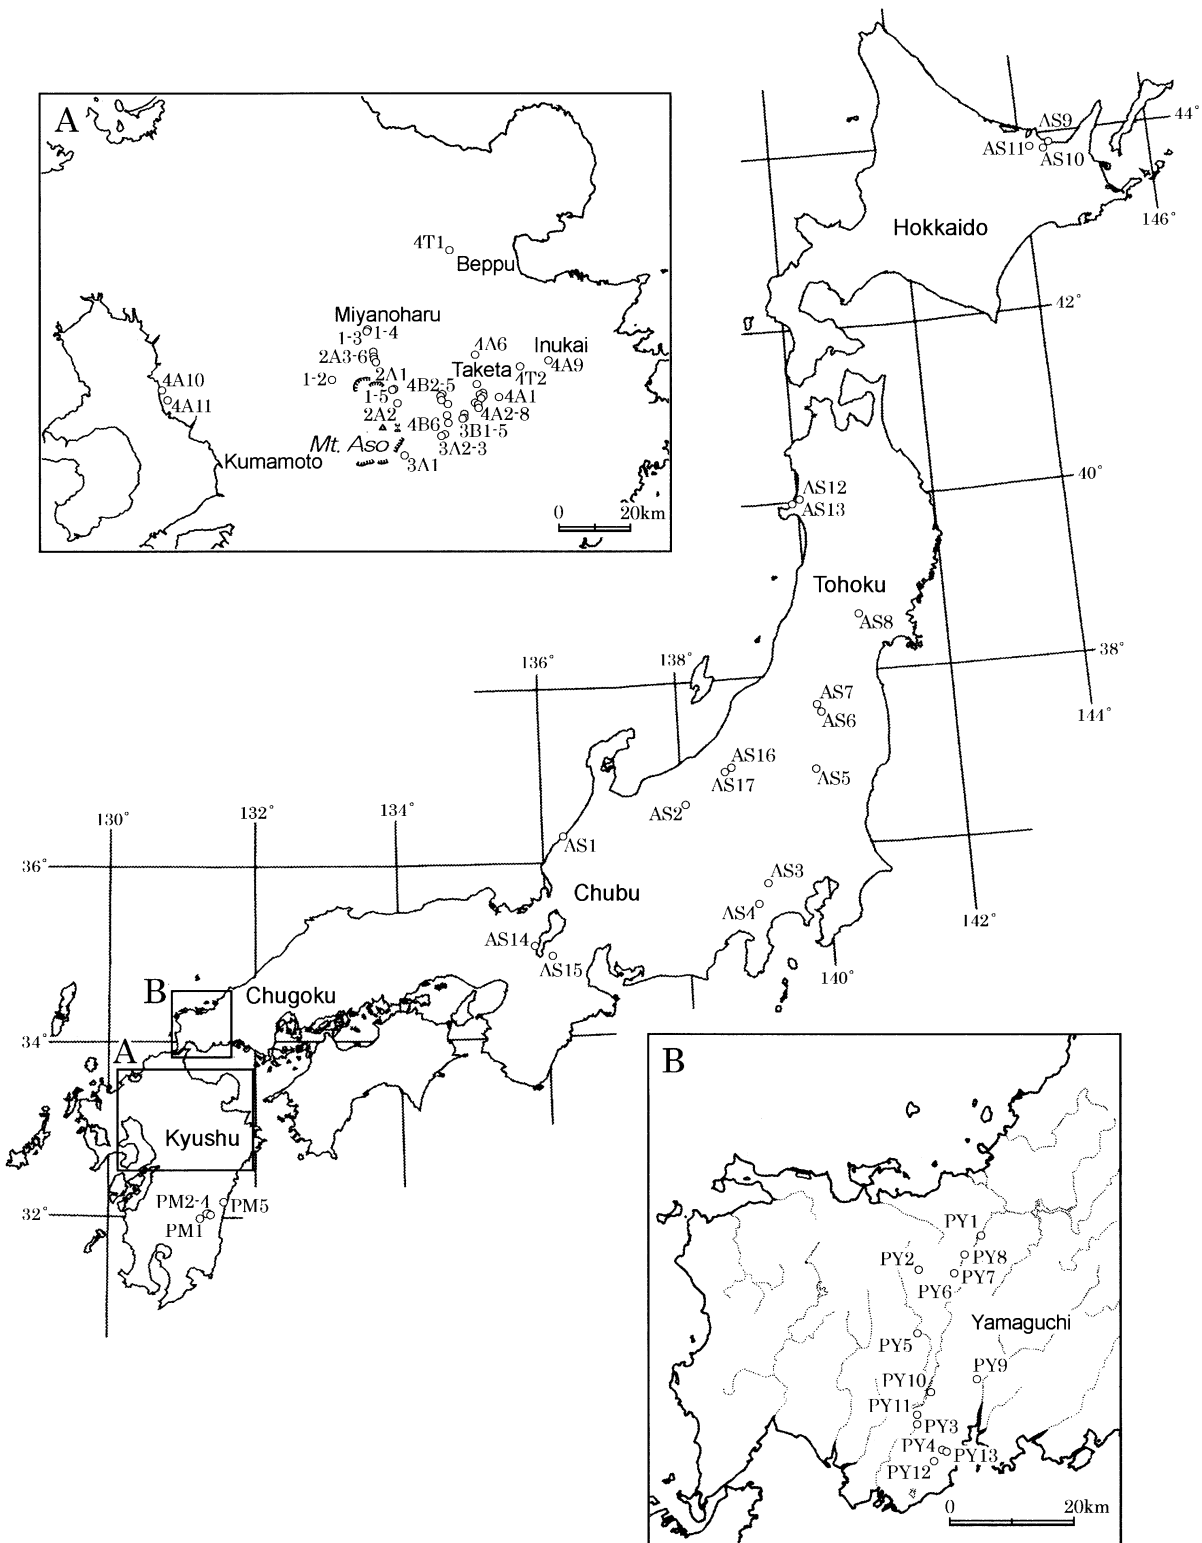 A
4T1
Beppu
Miyanoharu
1-3 1-4
2A3-6
4A6
Inukai
4A9
Taketa
4T2
1-2
2A1
4A10
4A11
1-5
4B2-5
4A1
2A2
4A2-8
4B6
3B1-5
Mt. Aso
3A2-3
Kumamoto
3A1
0 20km
44°
AS9
AS11
AS10
146°
Hokkaido
42°
40°
AS12
AS13
Tohoku
AS8
38°
136°
138°
AS7
AS6
144°
AS16
AS17
AS5
AS2
130°
132°
134°
AS1
36°
Chubu
AS3
AS4
142°
AS14
AS15
140°
B
Chugoku
34°
A
Kyushu
PM2-4
PM5
32°
PM1
B
PY1
PY2
PY8
PY7
PY6
Yamaguchi
PY5
PY9
PY10
PY11
PY3
PY4
PY13
PY12
0 20km